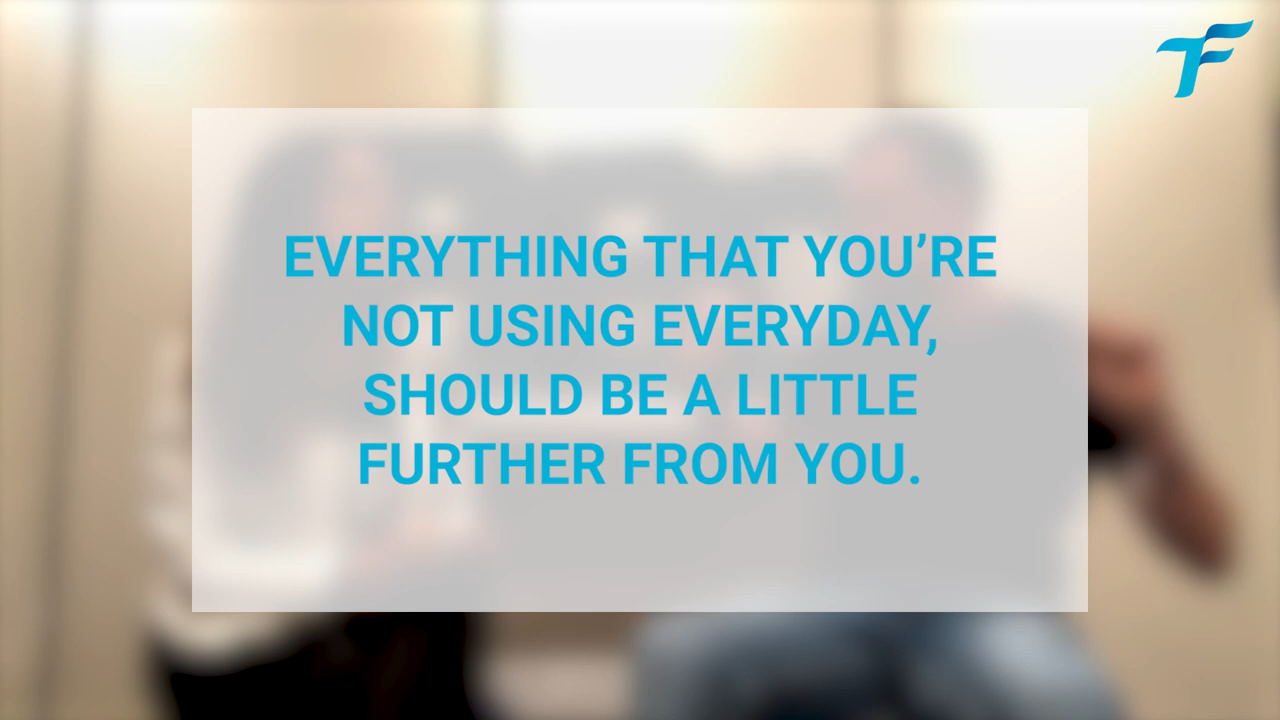 EVERYTHING THAT YOU’RE
NOT USING EVERYDAY,
SHOULD BE A LITTLE
FURTHER FROM YOU.